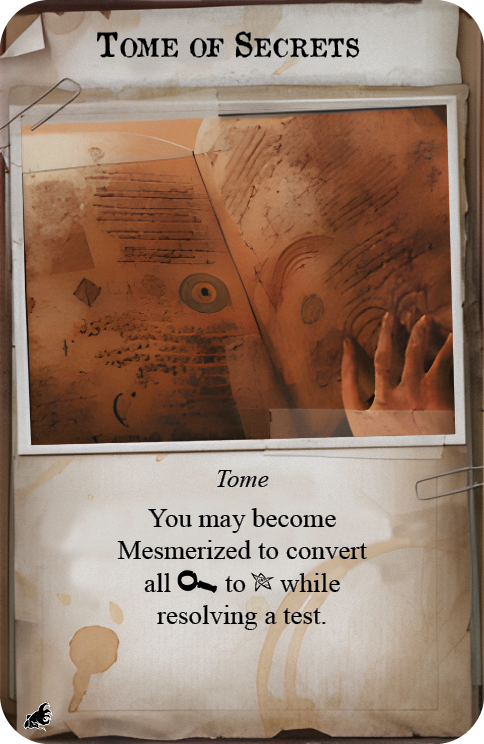 Tome of Secrets
Tome
You may become
Mesmerized to convert
all to while
resolving a test.